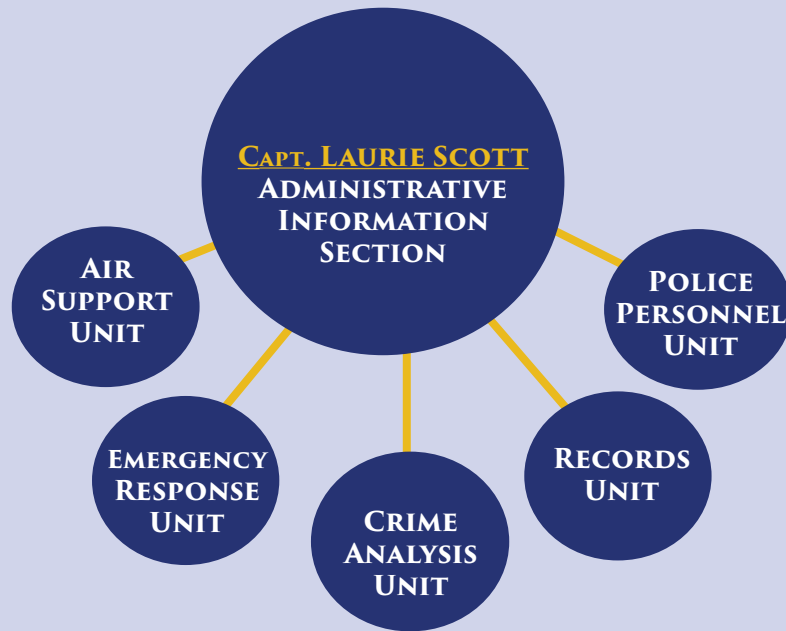 Capt. Laurie Scott
Administrative
Information
Section
Air
Support
Unit
Police
Personnel
Unit
Emergency
Response
Unit
Records
Unit
Crime
Analysis
Unit